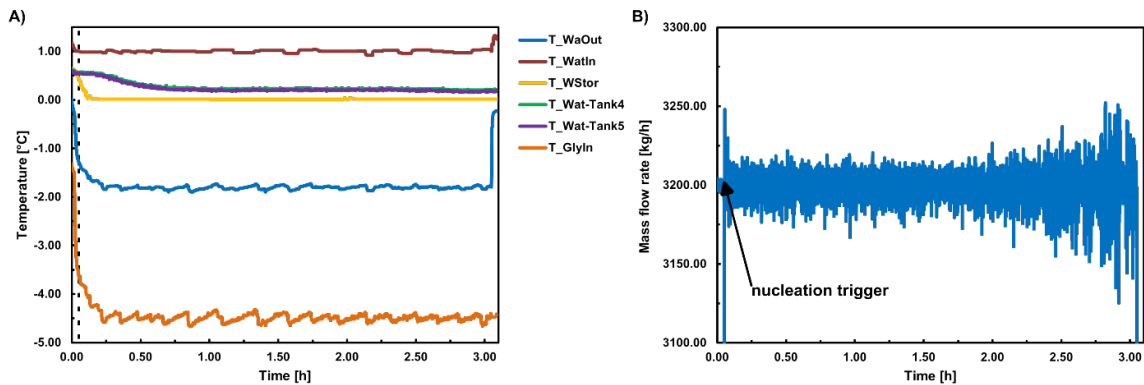 A)
Temperature [°C]
1.00
0.00
-1.00
-2.00
-3.00
-4.00
-5.00
0.00 0.50 1.00 1.50 2.00 2.50 3.00
Time [h]
T_WaOut
T_WatIn
T_WStor
T_Wat-Tank4
T_Wat-Tank5
T_GlyIn
B)
Mass flow rate [kg/h]
3300.00
3250.00
3200.00
3150.00
3100.00
nucleation trigger
0.00 0.50 1.00 1.50 2.00 2.50 3.00
Time [h]